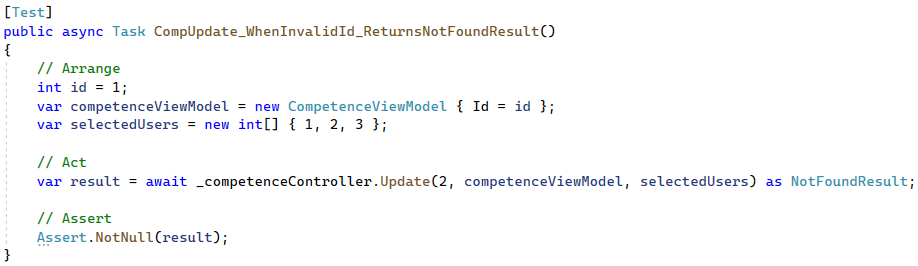 [Test]
public async Task CompUpdate_WhenInvalidId_ReturnsNotFoundResult()
{
    // Arrange
    int id = 1;
    var competenceViewModel = new CompetenceViewModel { Id = id };
    var selectedUsers = new int[] { 1, 2, 3 };

    // Act
    var result = await _competenceController.Update(2, competenceViewModel, selectedUsers) as NotFoundResult;

    // Assert
    Assert.NotNull(result);
}